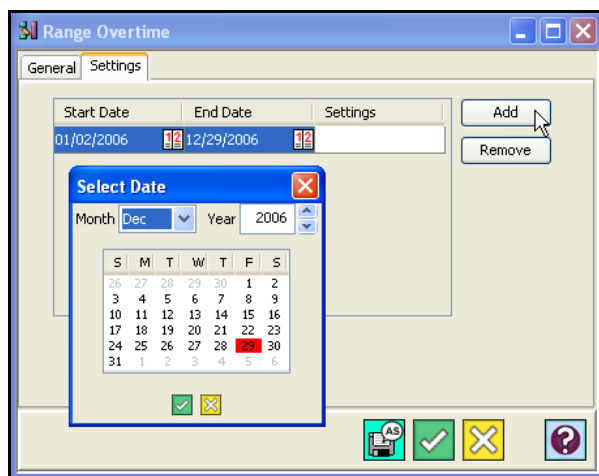 Range Overtime
General Settings
Start Date End Date Settings
01/02/2006 12 12/29/2006 12
Add
Remove
Select Date
Month Dec Year 2006
S M T W T F S
26 27 28 29 30 1 2
3 4 5 6 7 8 9
10 11 12 13 14 15 16
17 18 19 20 21 22 23
24 25 26 27 28 29 30
31 1 2 3 4 5 6
AS
?